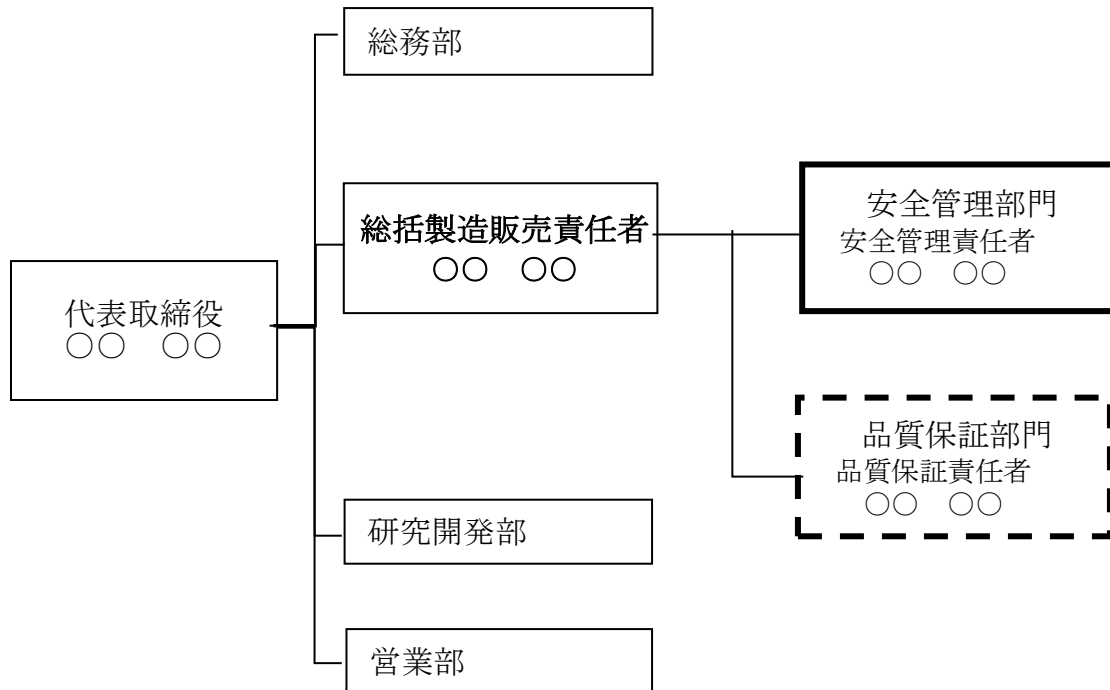 総務部
総括製造販売責任者
○○　○○
安全管理部門
安全管理責任者
○○　○○
代表取締役
○○　○○
品質保証部門
品質保証責任者
○○　○○
研究開発部
営業部